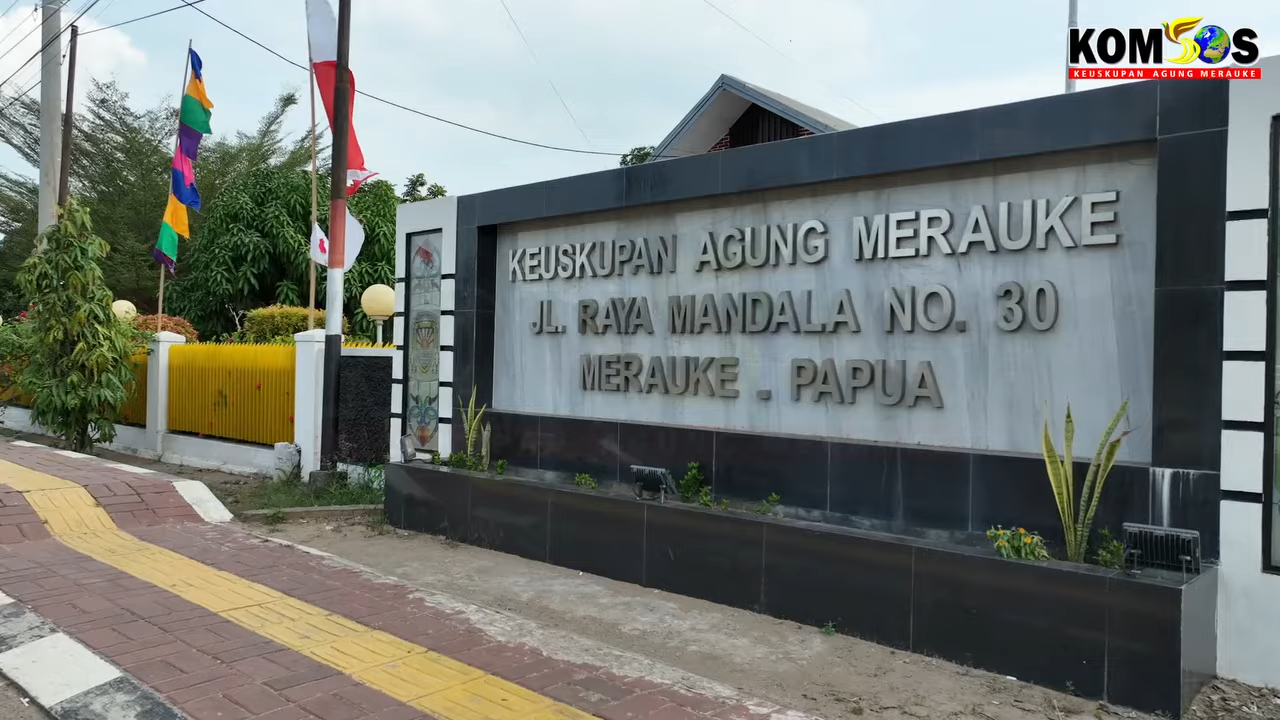 KOMSOS
KEUSKUPAN AGUNG MERAUKE
KEUSKUPAN AGUNG MERAUKE
JL. RAYA MANDALA NO. 30
MERAUKE . PAPUA